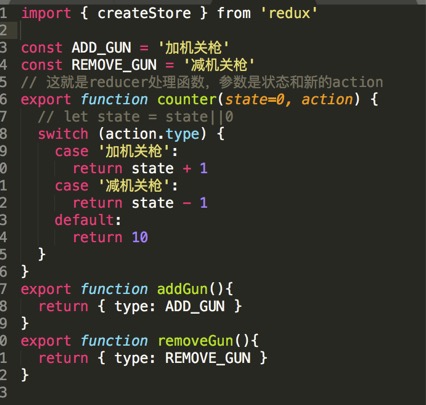 1 import { createStore } from 'redux'
2
3 const ADD_GUN = '加机关枪'
4 const REMOVE_GUN = '减机关枪'
5 // 这就是reducer处理函数，参数是状态和新的action
6 export function counter(state=0, action) {
7   // let state = state||0
8   switch (action.type) {
9     case '加机关枪':
0       return state + 1
1     case '减机关枪':
2       return state - 1
3     default:
4       return 10
5   }
6 }
7 export function addGun(){
8   return { type: ADD_GUN }
9 }
0 export function removeGun(){
1   return { type: REMOVE_GUN }
2 }
3